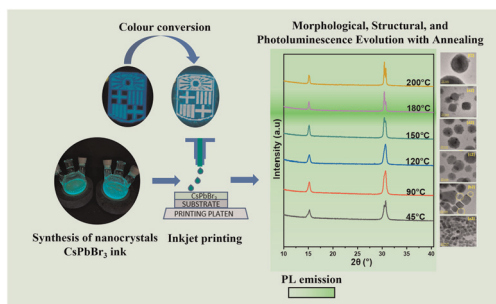 Colour conversion
Morphological, Structural, and
Photoluminescence Evolution with Annealing
Intensity (a.u)
200°C
180°C
150°C
120°C
90°C
45°C
10 15 20 25 30 35 40
2θ (°)
CsPbBr₃
SUBSTRATE
PRINTING PLATEN
Synthesis of nanocrystals
CsPbBr₃ ink
Inkjet printing
PL emission